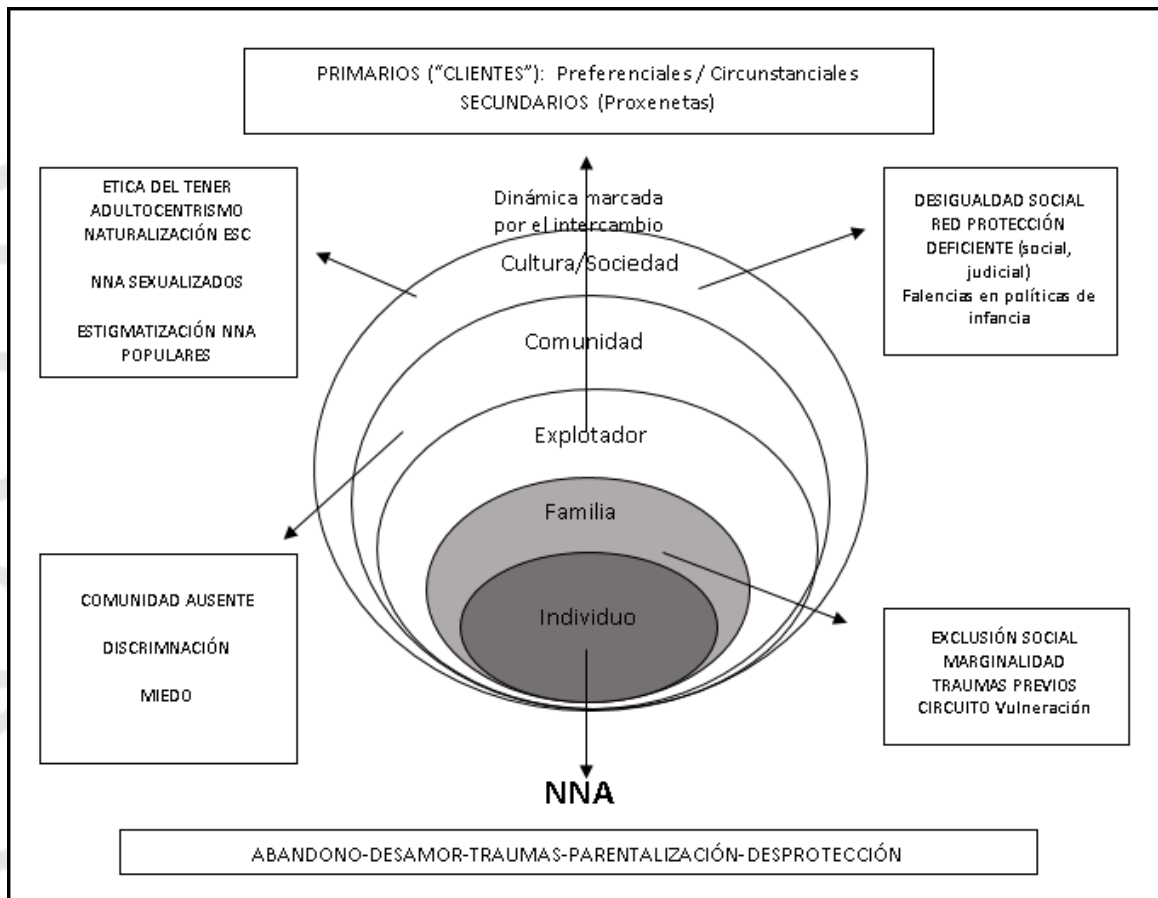 PRIMARIOS (“CLIENTES”): Preferenciales / Circunstanciales
SECUNDARIOS (Proxenetas)
ETICA DEL TENER
ADULTOCENTRISMO
NATURALIZACIÓN ESC
NNA SEXUALIZADOS
ESTIGMATIZACIÓN NNA
POPULARES
Dinámica marcada
por el intercambio
DESIGUALDAD SOCIAL
RED PROTECCIÓN
DEFICIENTE (social,
judicial)
Falencias en políticas de
infancia
Cultura/Sociedad
Comunidad
Explotador
Familia
Individuo
COMUNIDAD AUSENTE
DISCRIMNACIÓN
MIEDO
EXCLUSIÓN SOCIAL
MARGINALIDAD
TRAUMAS PREVIOS
CIRCUITO Vulneración
NNA
ABANDONO-DESAMOR-TRAUMAS-PARENTALIZACIÓN-DESPROTECCIÓN